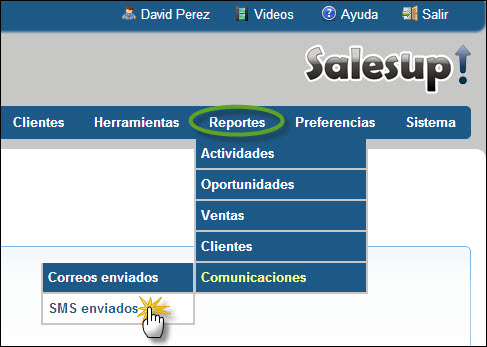 David Perez Videos Ayuda Salir
Salesup!
Clientes Herramientas Reportes Preferencias Sistema
Actividades
Oportunidades
Ventas
Clientes
Comunicaciones
Correos enviados
SMS enviados